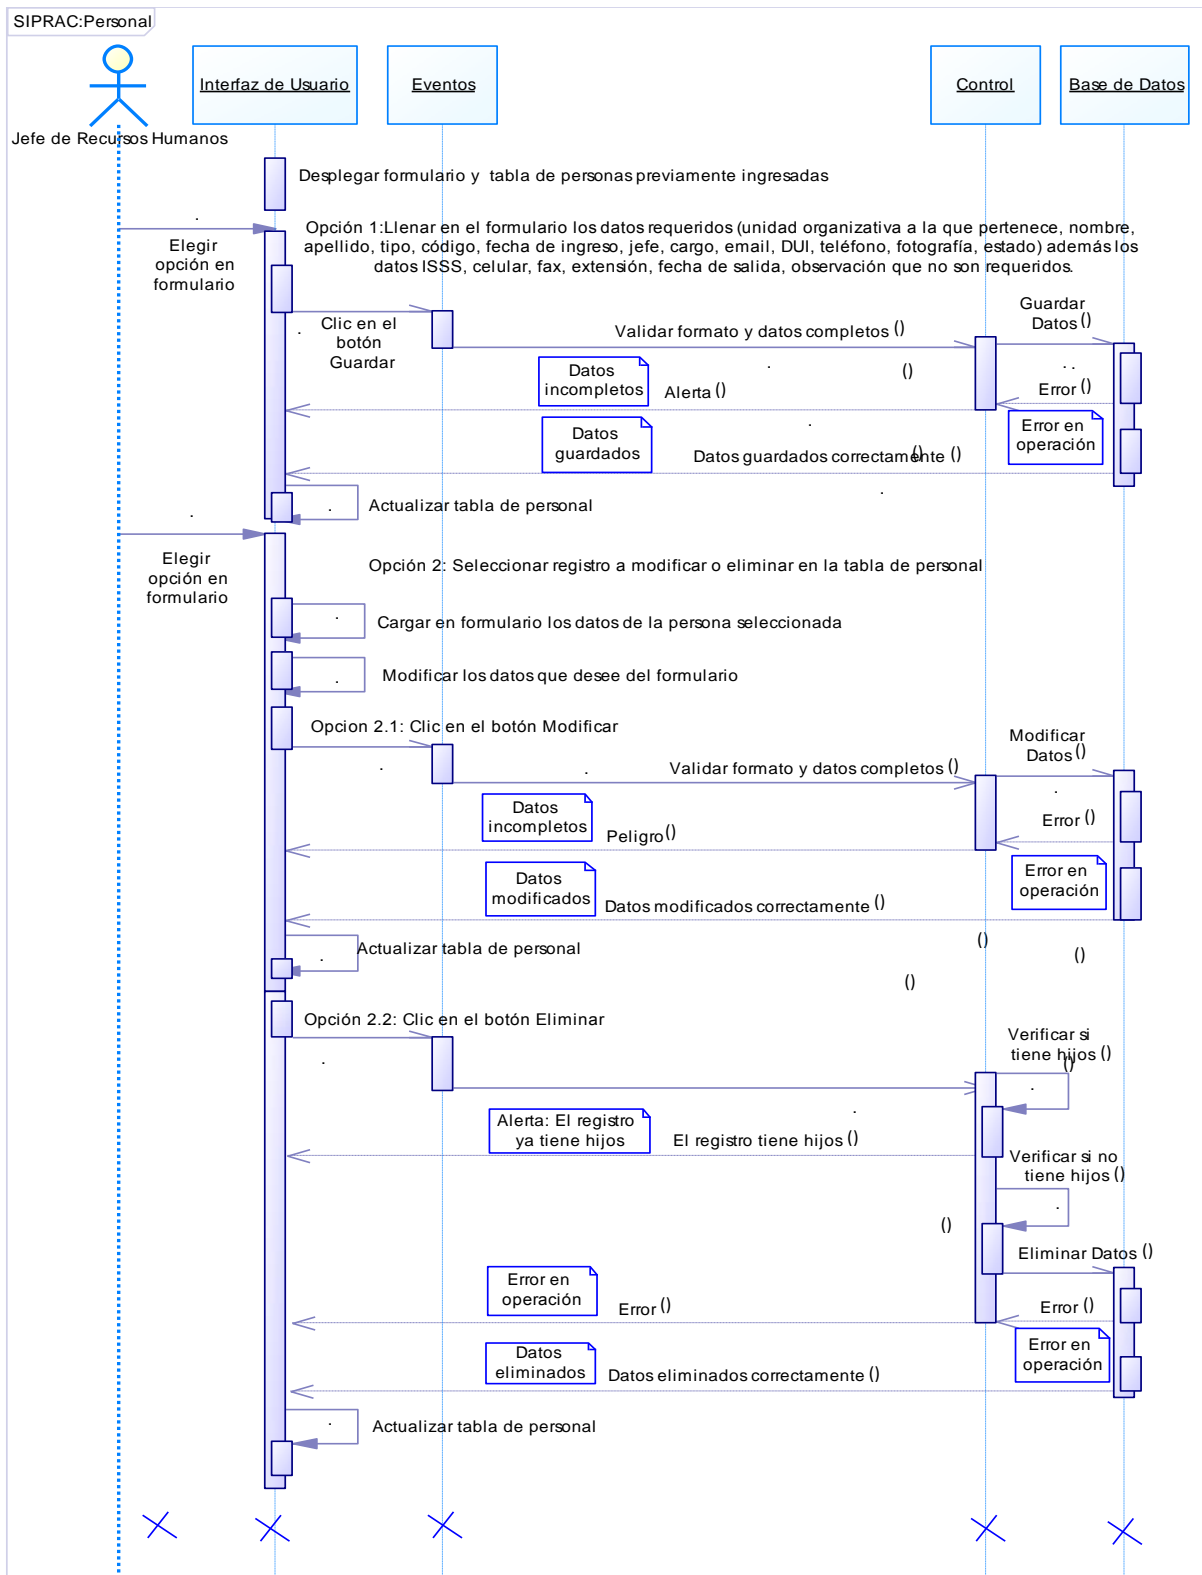 SIPRAC:Personal
Interfaz de Usuario
Eventos
Control
Base de Datos
Jefe de Recursos Humanos
Desplegar formulario y tabla de personas previamente ingresadas
.
Elegir
opción en
formulario
Opción 1:Llenar en el formulario los datos requeridos (unidad organizativa a la que pertenece, nombre,
apellido, tipo, código, fecha de ingreso, jefe, cargo, email, DUI, teléfono, fotografía, estado) además los
datos ISSS, celular, fax, extensión, fecha de salida, observación que no son requeridos.
.
Clic en el
botón
Guardar
Validar formato y datos completos ()
.
Guardar
Datos ()
. .
()
Datos
incompletos
Alerta ()
.
Error ()
Error en
operación
Datos
guardados
Datos guardados correctamente ()
()
.
.
Actualizar tabla de personal
.
Elegir
opción en
formulario
Opción 2: Seleccionar registro a modificar o eliminar en la tabla de personal
.
Cargar en formulario los datos de la persona seleccionada
.
Modificar los datos que desee del formulario
Opcion 2.1: Clic en el botón Modificar
.
.
Validar formato y datos completos ()
Modificar
Datos ()
.
Datos
incompletos
Peligro ()
Error ()
Error en
operación
Datos
modificados
Datos modificados correctamente ()
.
Actualizar tabla de personal
()
()
()
Opción 2.2: Clic en el botón Eliminar
.
Verificar si
tiene hijos ()
()
.
.
Alerta: El registro
ya tiene hijos
El registro tiene hijos ()
Verificar si no
tiene hijos ()
.
()
Eliminar Datos ()
Error en
operación
Error ()
Error ()
Error en
operación
Datos
eliminados
Datos eliminados correctamente ()
.
Actualizar tabla de personal